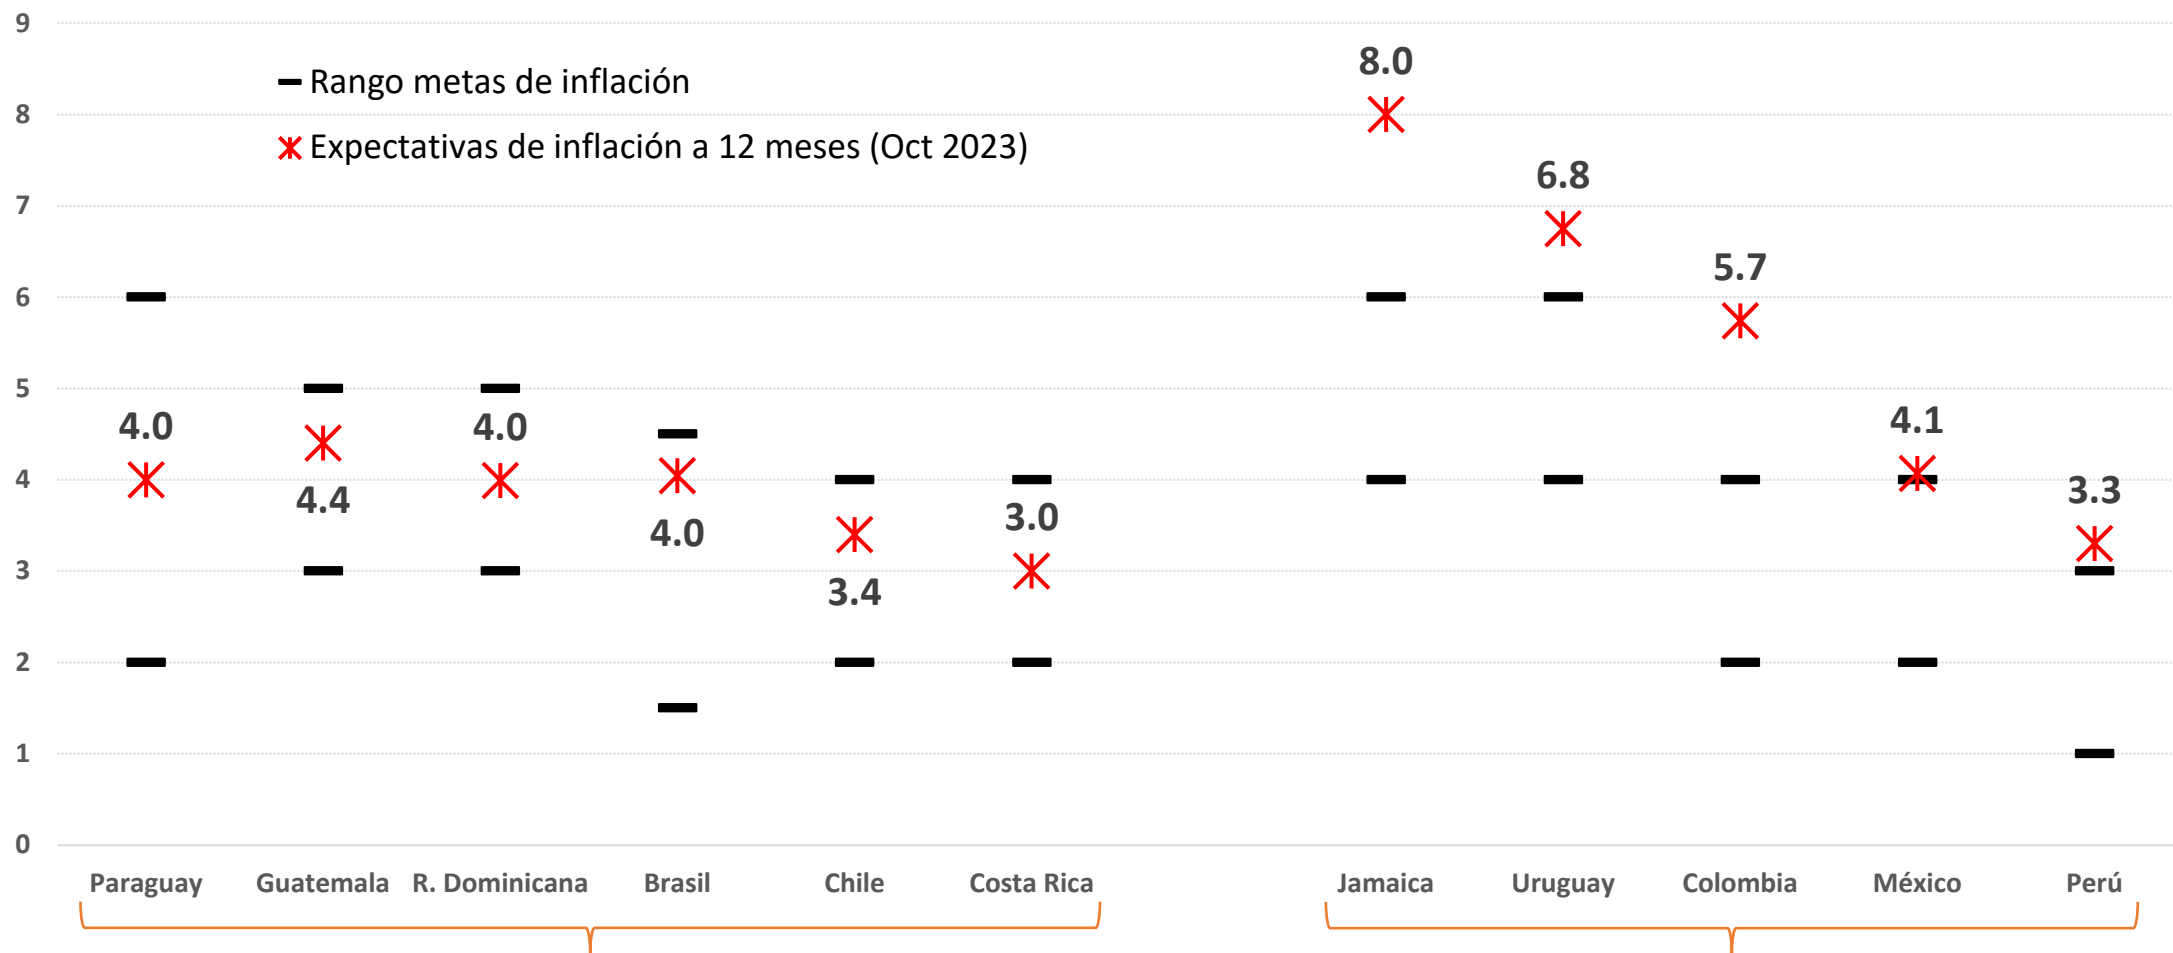 9
8
7
6
5
4
3
2
1
0
Rango metas de inflación
Expectativas de inflación a 12 meses (Oct 2023)
4.0
4.4
4.0
4.0
3.4
3.0
8.0
6.8
5.7
4.1
3.3
Paraguay
Guatemala
R. Dominicana
Brasil
Chile
Costa Rica
Jamaica
Uruguay
Colombia
México
Perú